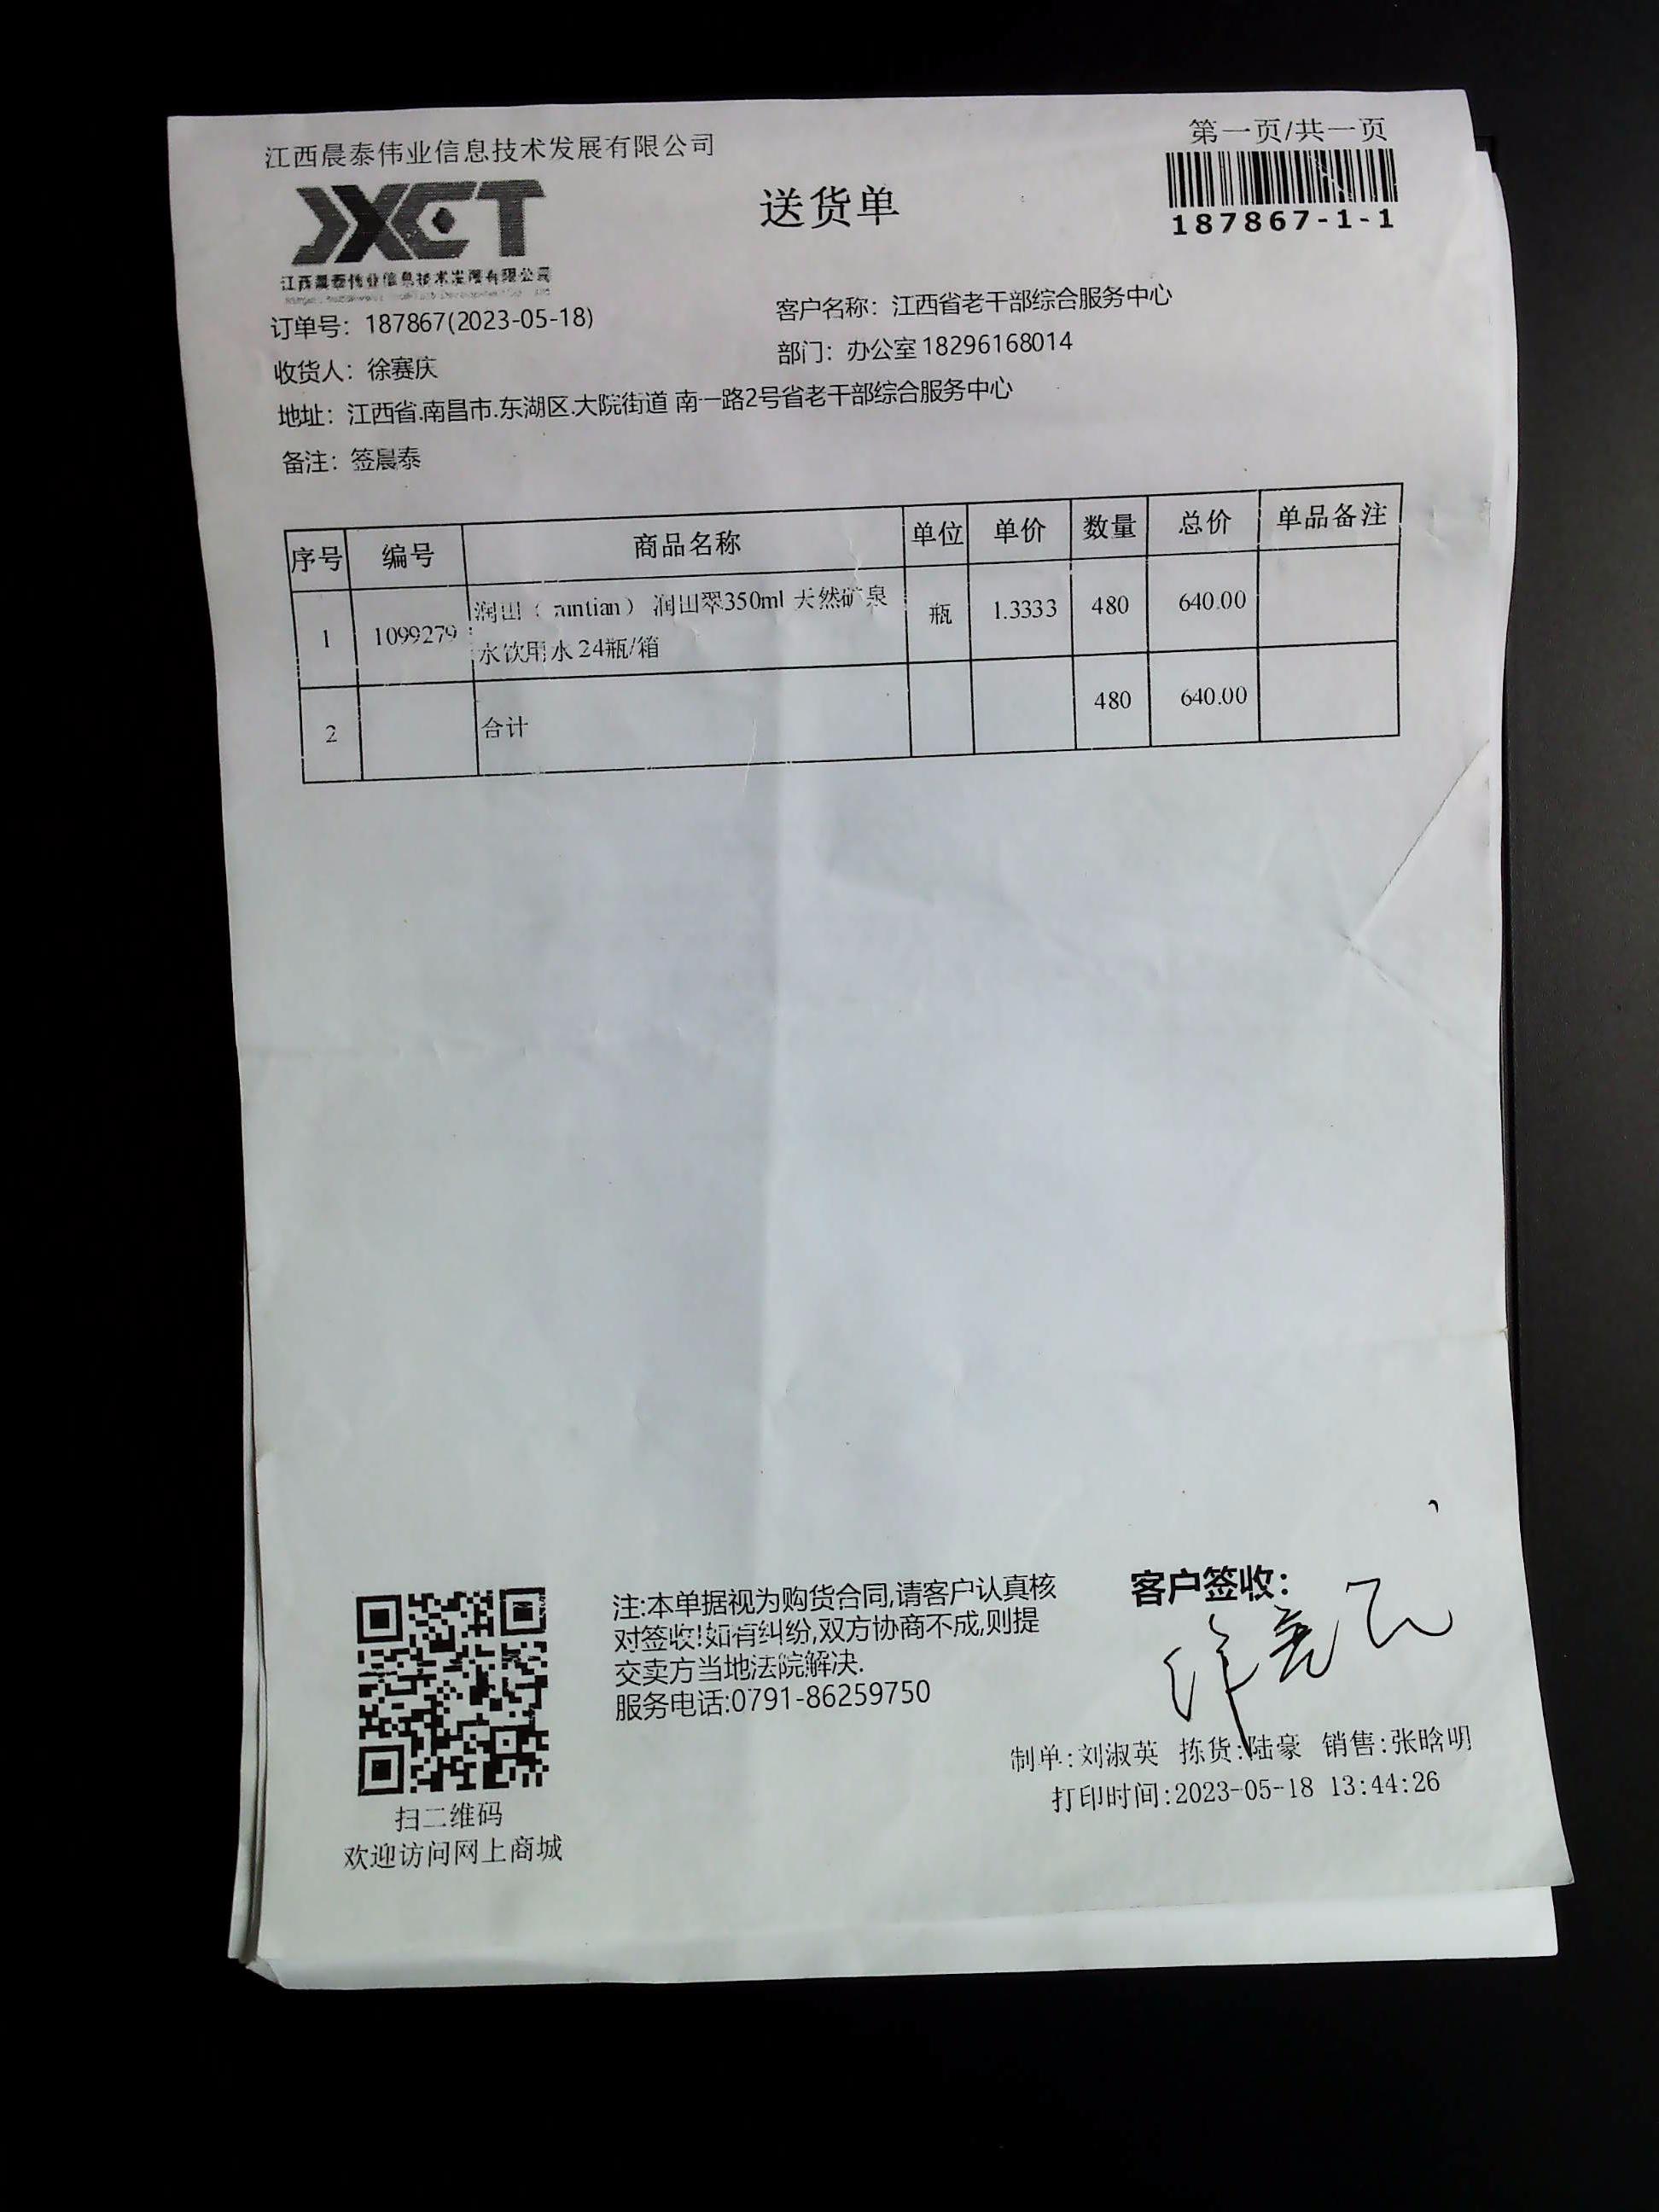 江西晨泰伟业信息技术发展有限公司
第一页/共一页
JXCT
送货单
187867-1-1
江西晨泰伟业信息技术发展有限公司
订单号：187867(2023-05-18)
客户名称：江西省老干部综合服务中心
收货人：徐赛庆
部门：办公室 18296168014
地址：江西省.南昌市.东湖区.大院街道 南一路2号省老干部综合服务中心
备注：签晨泰
序号 编号 商品名称 单位 单价 数量 总价 单品备注
1 1099279 润田（runtian） 润田翠350ml 天然矿泉 瓶 1.3333 480 640.00
水饮用水 24瓶/箱
2 合计 480 640.00
注:本单据视为购货合同,请客户认真核
对签收!如有纠纷,双方协商不成,则提
交卖方当地法院解决.
服务电话:0791-86259750
客户签收：
制单:刘淑英 拣货:陆豪 销售:张晗明
打印时间:2023-05-18 13:44:26
扫二维码
欢迎访问网上商城